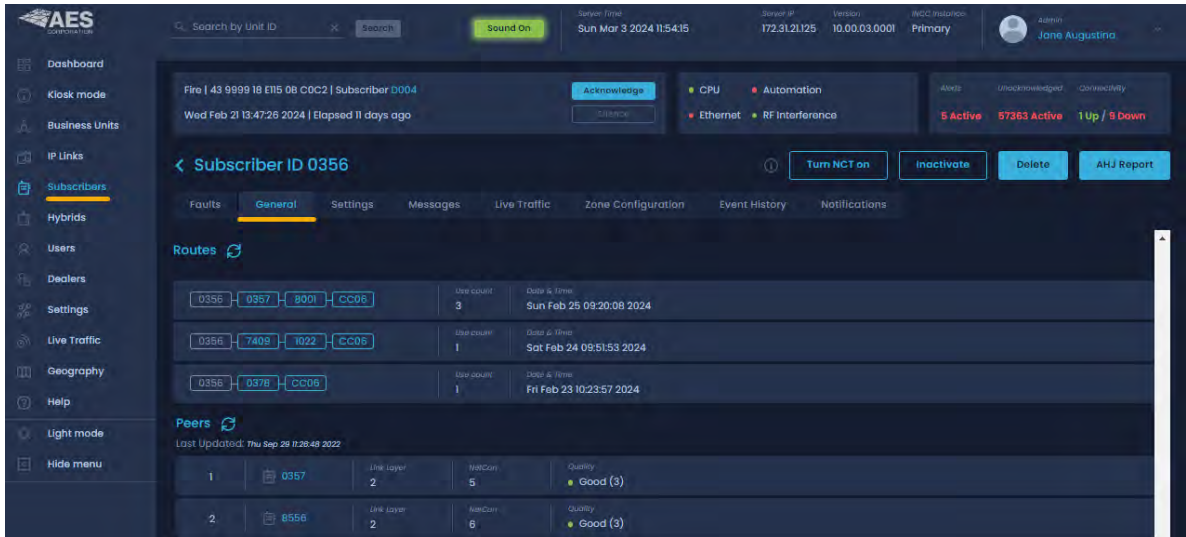 AES
CORPORATION
Search by Unit ID
Search
Sound On
Server Time
Sun Mar 3 2024 11:54:15
Server IP
172.31.21.125
Version
10.00.03.0001
INCC Instance
Primary
Admin
Jane Augustina
Dashboard
Kiosk mode
Business Units
IP Links
Subscribers
Hybrids
Users
Dealers
Settings
Live Traffic
Geography
Help
Light mode
Hide menu
Fire | 43 9999 18 E115 0B C0C2 | Subscriber D004
Wed Feb 21 13:47:26 2024 | Elapsed 11 days ago
Acknowledge
Silence
CPU
Automation
Ethernet
RF Interference
Alerts
5 Active
Unacknowledged
57363 Active
Connectivity
1 Up / 9 Down
Subscriber ID 0356
Turn NCT on
Inactivate
Delete
AHJ Report
Faults General Settings Messages Live Traffic Zone Configuration Event History Notifications
Routes
0356 0357 8001 CC06
Use count
3
Date & Time
Sun Feb 25 09:20:08 2024
0356 7409 1022 CC06
Use count
1
Date & Time
Sat Feb 24 09:51:53 2024
0356 0378 CC06
Use count
1
Date & Time
Fri Feb 23 10:23:57 2024
Peers
Last Updated: Thu Sep 29 11:28:48 2022
1
0357
Link Layer
2
NetCon
5
Quality
Good (3)
2
8556
Link Layer
2
NetCon
6
Quality
Good (3)